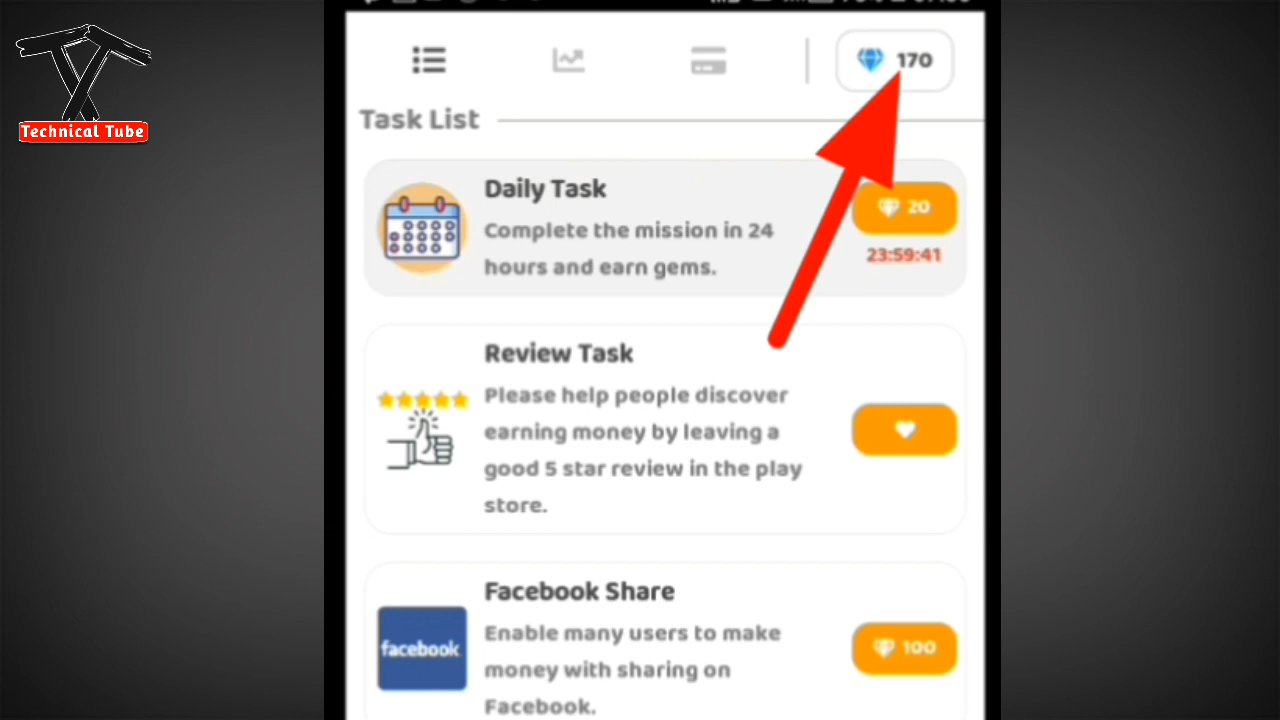 Technical Tube
170
Task List
Daily Task
Complete the mission in 24
hours and earn gems.
20
23:59:41
Review Task
Please help people discover
earning money by leaving a
good 5 star review in the play
store.
Facebook Share
facebook
Enable many users to make
money with sharing on
Facebook.
100